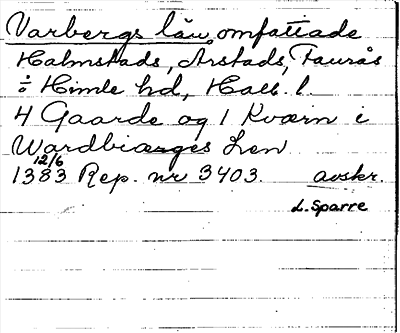 Varbergs län, omfattade
Halmstads, Årstads, Faurås
o Himle hd, Hall. l.
4 Gaarde og 1 Kværn i
Wardbiærges Len
1383 12/6 Rep. nr 3403. avskr.
L. Sparre